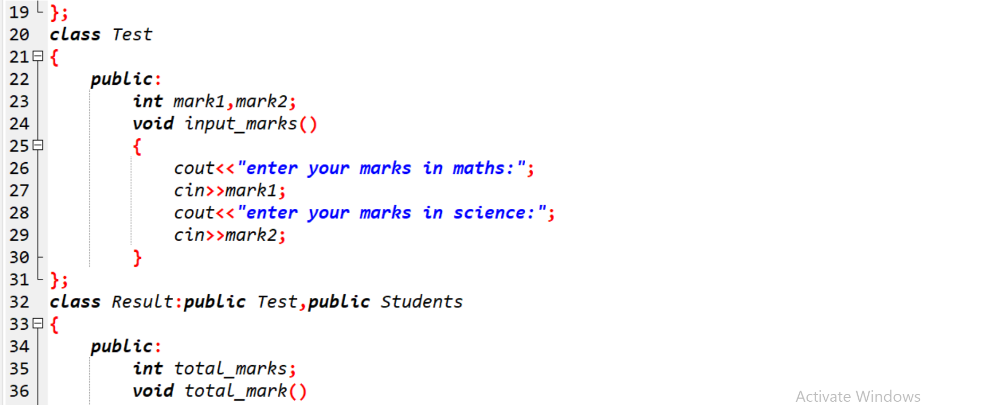 19 };
20 class Test
21 {
22 public:
23 int mark1,mark2;
24 void input_marks()
25 {
26 cout<<"enter your marks in maths:";
27 cin>>mark1;
28 cout<<"enter your marks in science:";
29 cin>>mark2;
30 }
31 };
32 class Result:public Test,public Students
33 {
34 public:
35 int total_marks;
36 void total_mark()
Activate Windows